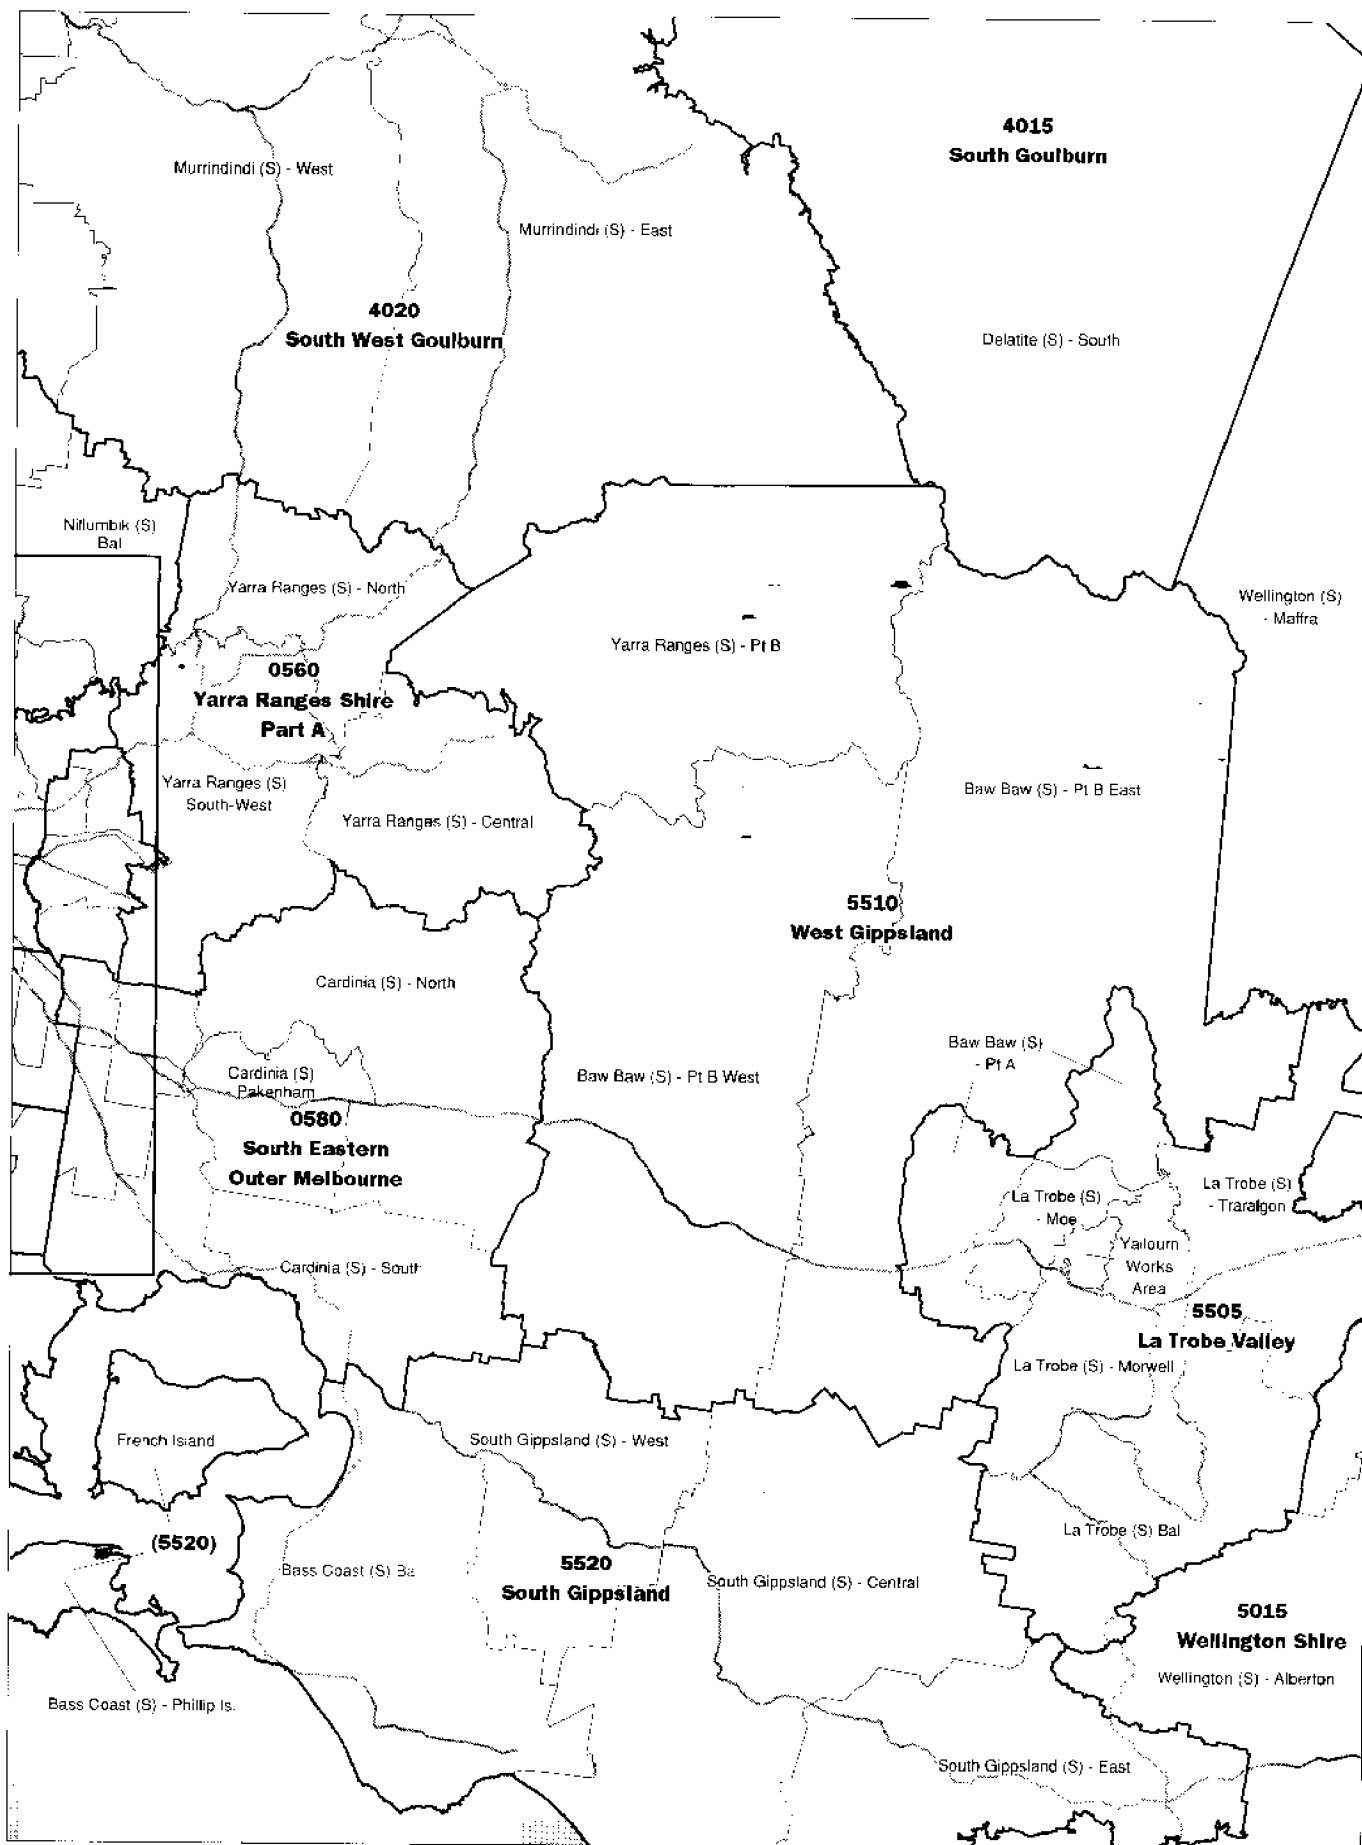 4015
South Goulburn
Murrindindi (S) - West
Murrindindi (S) - East
4020
South West Goulburn
Delatite (S) - South
Nillumbik (S)
Bal
Yarra Ranges (S) - North
Wellington (S)
- Maffra
Yarra Ranges (S) - Pt B
0560
Yarra Ranges Shire
Part A
Yarra Ranges (S)
South-West
Baw Baw (S) - Pt B East
Yarra Ranges (S) - Central
5510
West Gippsland
Cardinia (S) - North
Baw Baw (S)
- Pt A
Cardinia (S)
- Pakenham
Baw Baw (S) - Pt B West
0580
South Eastern
Outer Melbourne
La Trobe (S)
- Moe
La Trobe (S)
- Traralgon
Yallourn
Works
Area
Cardinia (S) - South
5505
La Trobe Valley
La Trobe (S) - Morwell
French Island
South Gippsland (S) - West
La Trobe (S) Bal
(5520)
Bass Coast (S) Ba
5520
South Gippsland
South Gippsland (S) - Central
5015
Wellington Shire
Wellington (S) - Alberton
Bass Coast (S) - Phillip Is.
South Gippsland (S) - East